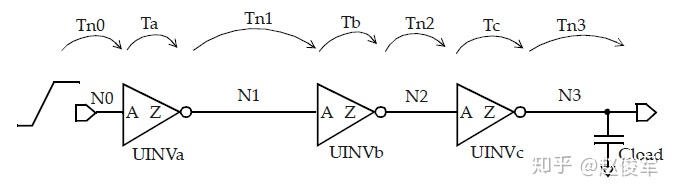 Tn0 Ta Tn1 Tb Tn2 Tc Tn3
N0 A Z N1 A Z N2 A Z N3
UINVa UINVb UINVc Cload
知乎 @赵俊军